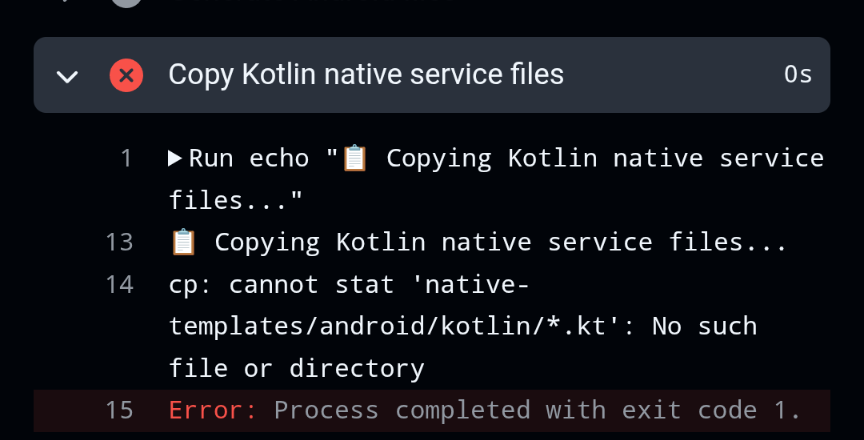 Copy Kotlin native service files 0s
1 ▶Run echo "📋 Copying Kotlin native service
files..."
13 📋 Copying Kotlin native service files...
14 cp: cannot stat 'native-
templates/android/kotlin/*.kt': No such
file or directory
15 Error: Process completed with exit code 1.